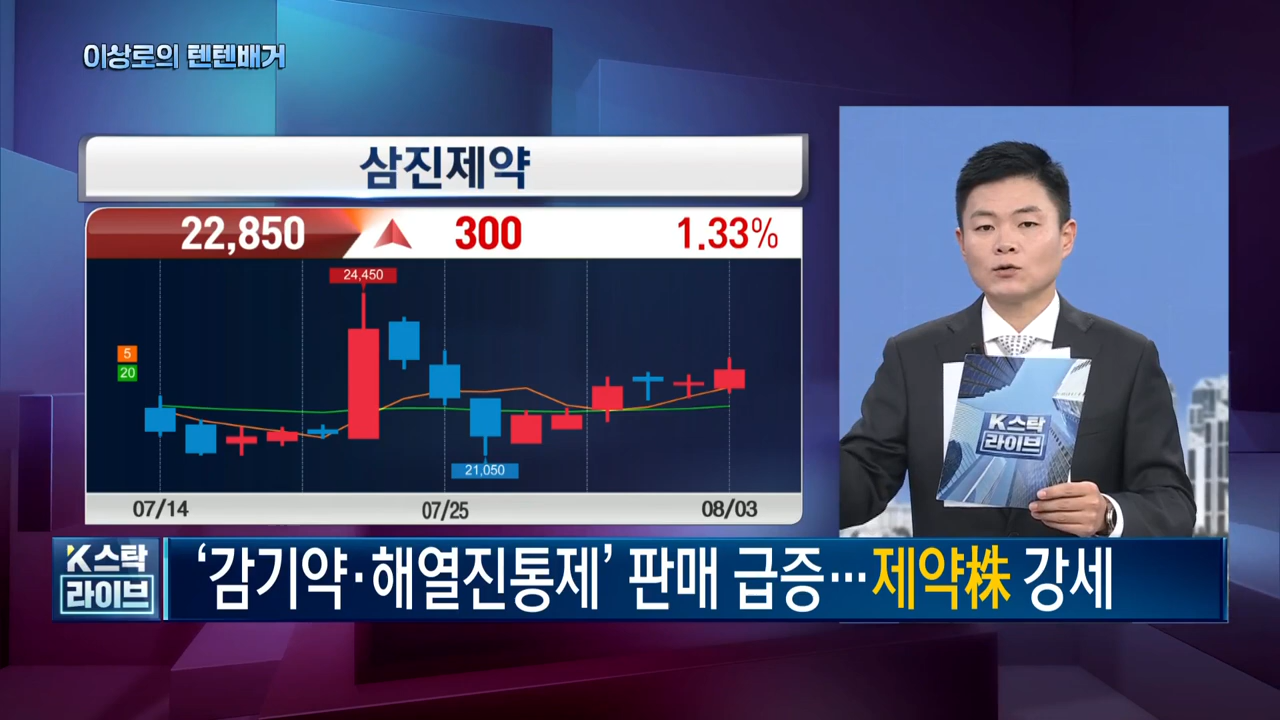 이상로의 텐텐배거
삼진제약
22,850 300 1.33%
24,450
5
20
21,050
07/14 07/25 08/03
K스탁
라이브
K스탁
라이브
‘감기약·해열진통제’ 판매 급증…제약株 강세